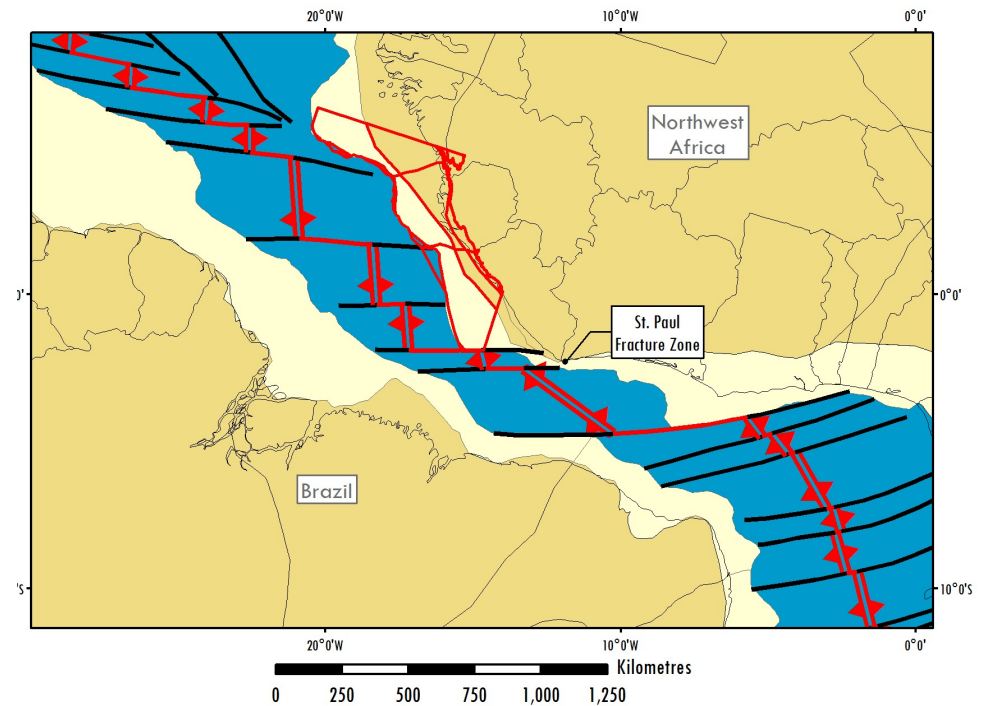 20°0'W 10°0'W 0°0'
Northwest
Africa
0' 0°0'
St. Paul
Fracture Zone
Brazil
's 10°0'S
20°0'W 10°0'W 0°0'
Kilometres
0 250 500 750 1,000 1,250